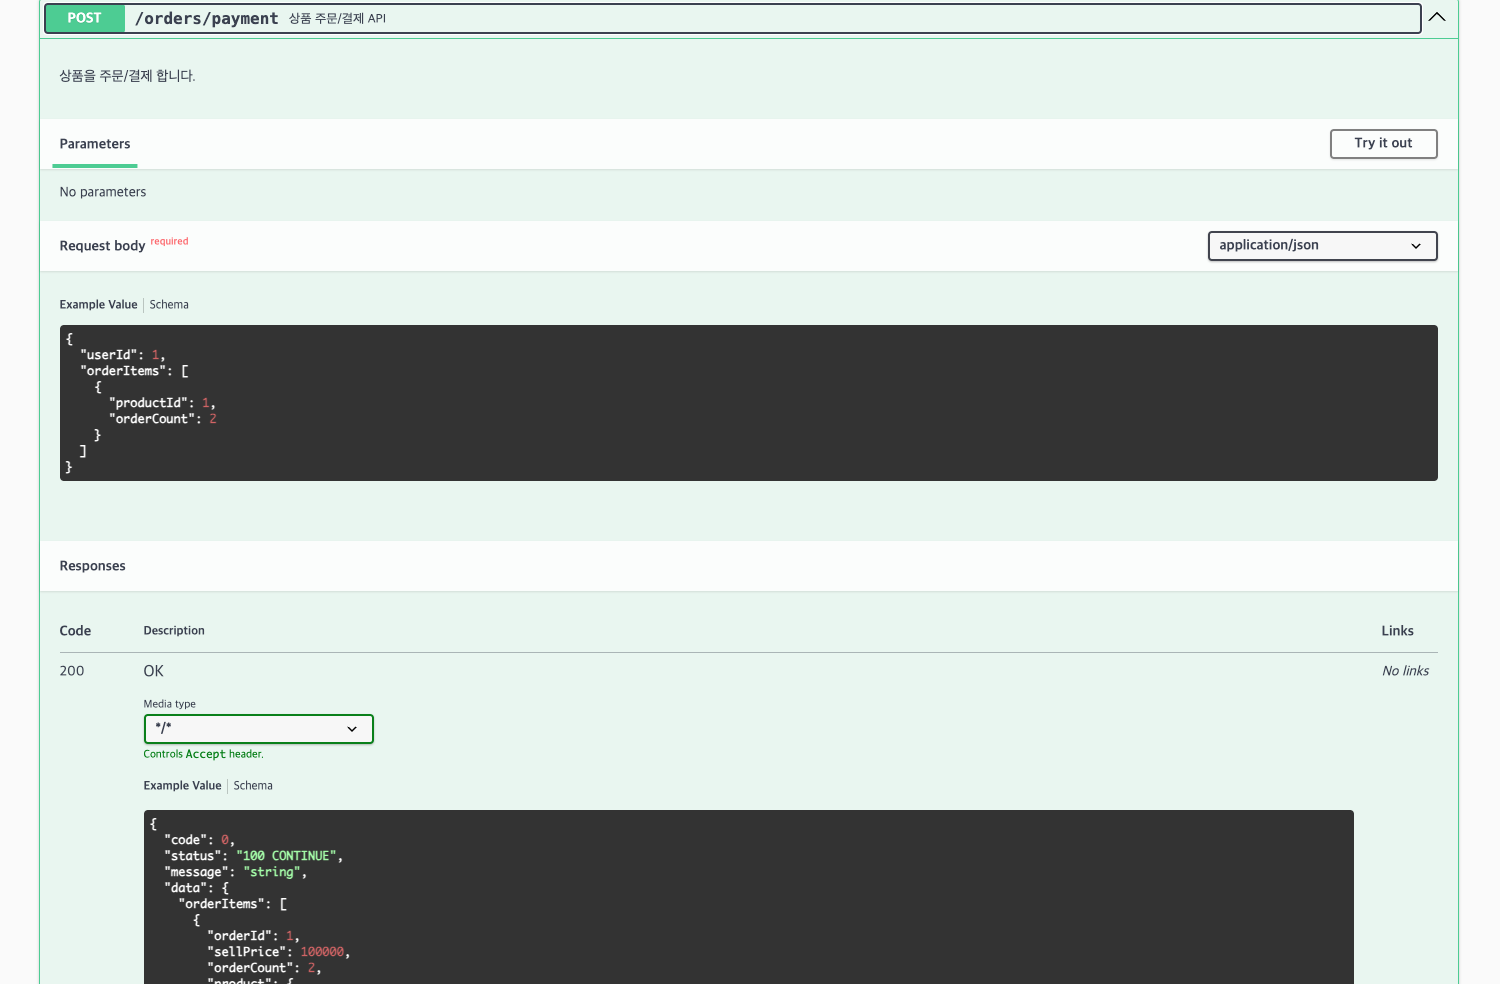 POST /orders/payment 상품 주문/결제 API
상품을 주문/결제 합니다.
Parameters
Try it out
No parameters
Request body required
application/json
Example Value Schema
{
  "userId": 1,
  "orderItems": [
    {
      "productId": 1,
      "orderCount": 2
    }
  ]
}
Responses
Code Description Links
200 OK No links
Media type
*/*
Controls Accept header.
Example Value Schema
{
  "code": 0,
  "status": "100 CONTINUE",
  "message": "string",
  "data": {
    "orderItems": [
      {
        "orderId": 1,
        "sellPrice": 100000,
        "orderCount": 2,
        "product": {